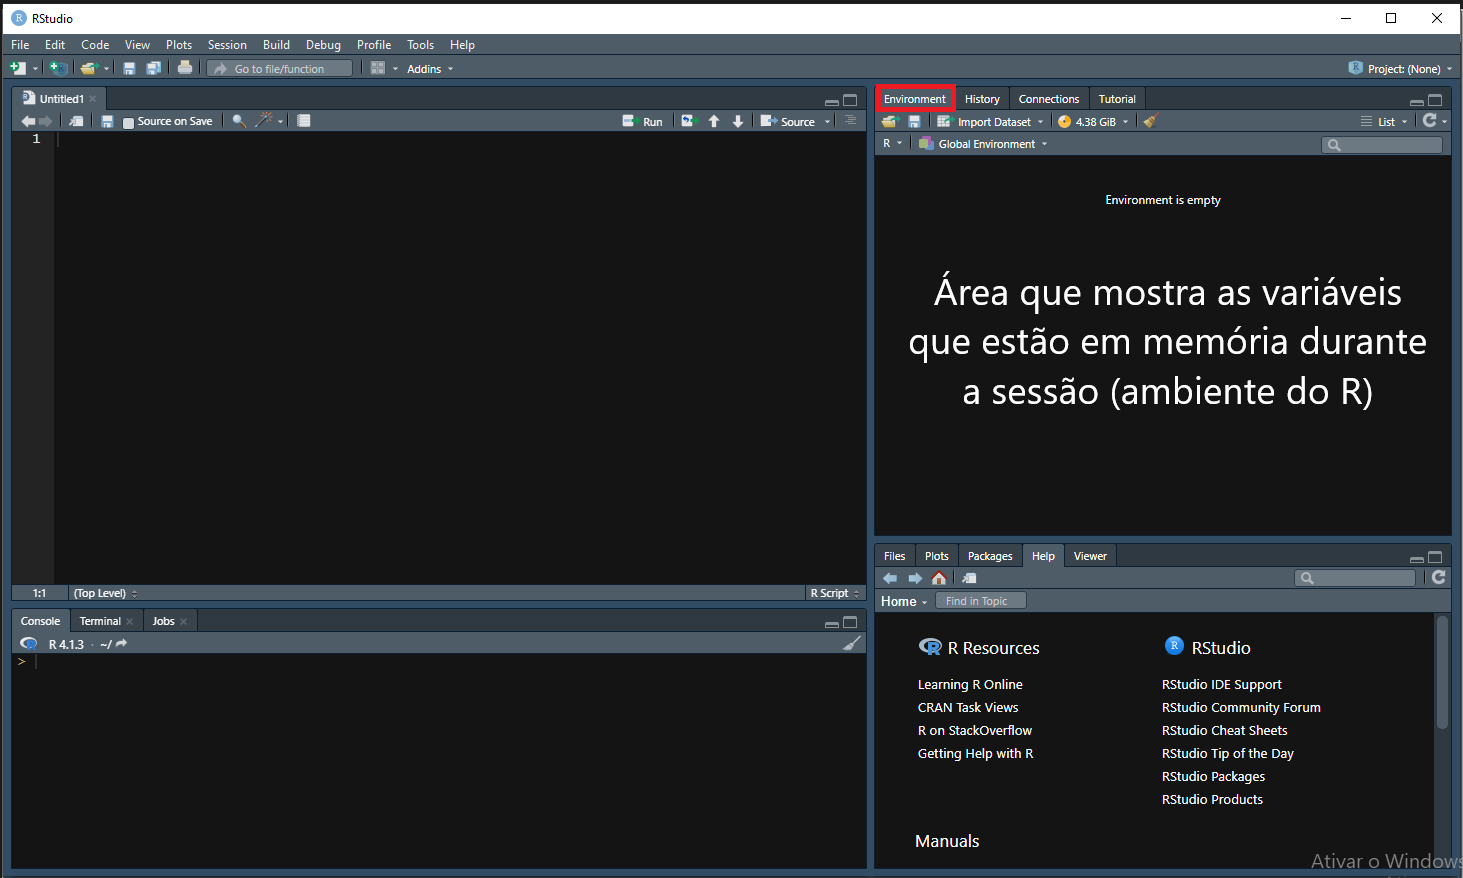 RStudio
File Edit Code View Plots Session Build Debug Profile Tools Help
Go to file/function Addins Project: (None)
Untitled1
Source on Save Run Source
1
1:1 (Top Level) R Script
Console Terminal Jobs
R 4.1.3 · ~/
>
Environment History Connections Tutorial
Import Dataset 4.38 GiB List
R Global Environment
Environment is empty
Área que mostra as variáveis
que estão em memória durante
a sessão (ambiente do R)
Files Plots Packages Help Viewer
Home Find in Topic
R Resources
Learning R Online
CRAN Task Views
R on StackOverflow
Getting Help with R
RStudio
RStudio IDE Support
RStudio Community Forum
RStudio Cheat Sheets
RStudio Tip of the Day
RStudio Packages
RStudio Products
Manuals
Ativar o Windows